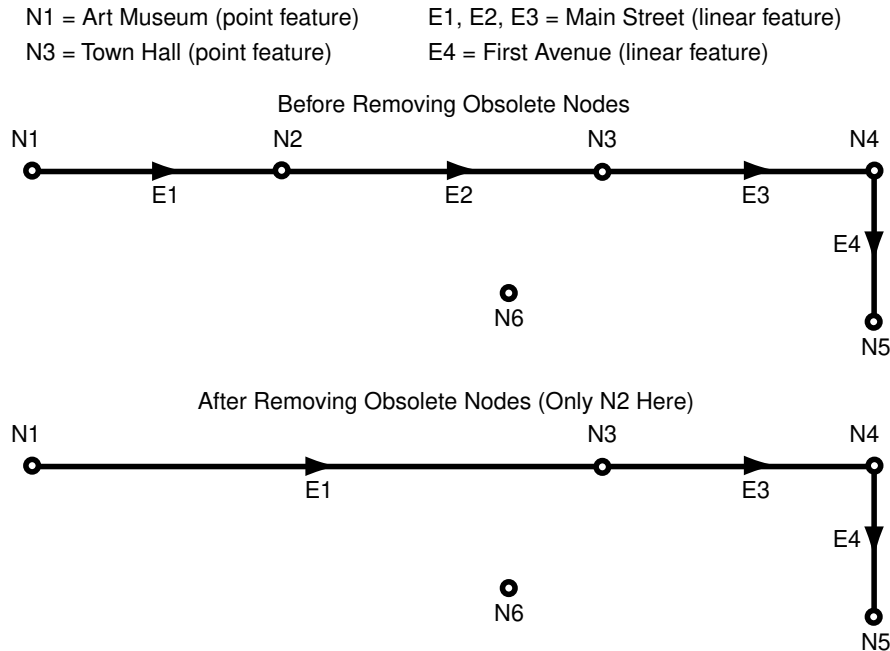 N1 = Art Museum (point feature) E1, E2, E3 = Main Street (linear feature)
N3 = Town Hall (point feature) E4 = First Avenue (linear feature)
Before Removing Obsolete Nodes
N1 N2 N3 N4
E1 E2 E3
E4
N6
N5
After Removing Obsolete Nodes (Only N2 Here)
N1 N3 N4
E1 E3
E4
N6
N5